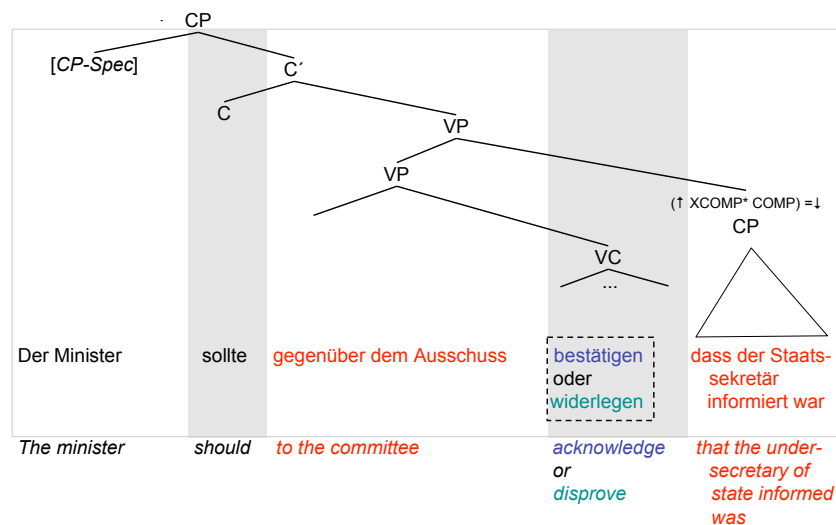 CP
[CP-Spec]
C´
C
VP
VP
(↑ XCOMP* COMP) =↓
CP
VC
...
Der Minister sollte gegenüber dem Ausschuss bestätigen dass der Staats-
oder sekretär
widerlegen informiert war
The minister should to the committee acknowledge that the under-
or secretary of
disprove state informed
was